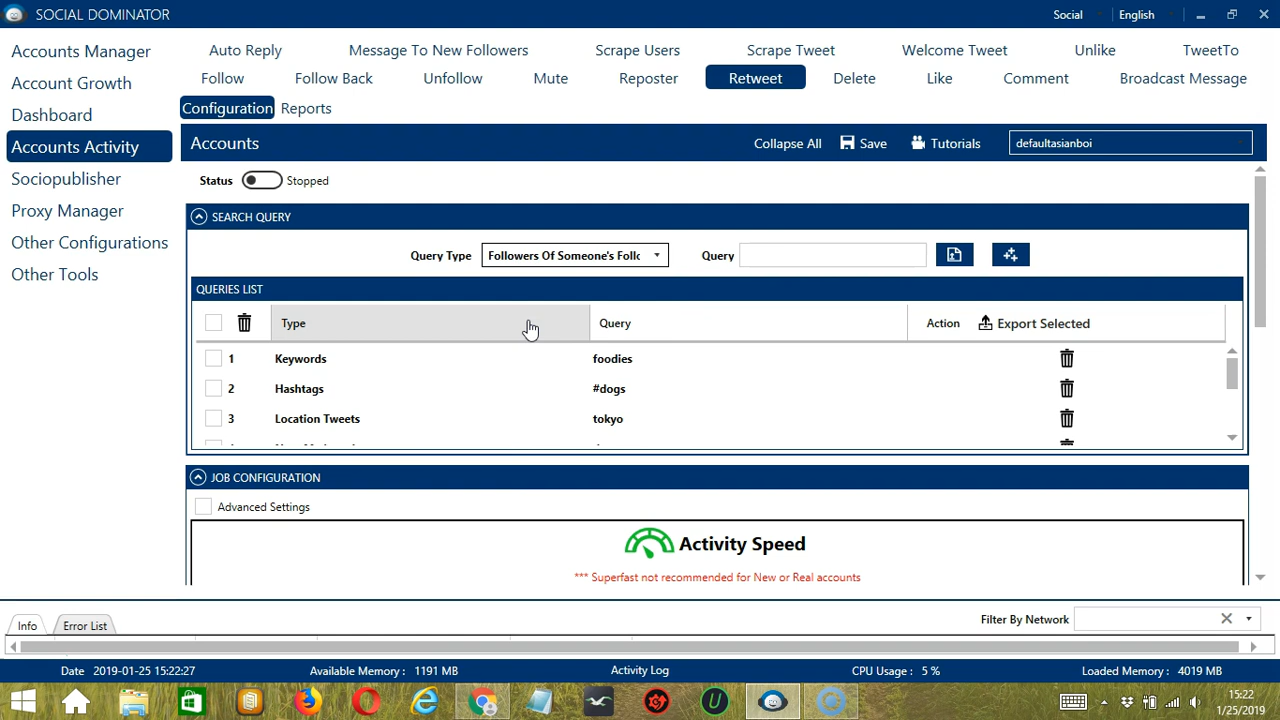 SOCIAL DOMINATOR
Social
English
Accounts Manager
Account Growth
Dashboard
Accounts Activity
Sociopublisher
Proxy Manager
Other Configurations
Other Tools
Auto Reply
Message To New Followers
Scrape Users
Scrape Tweet
Welcome Tweet
Unlike
TweetTo
Follow
Follow Back
Unfollow
Mute
Reposter
Retweet
Delete
Like
Comment
Broadcast Message
Configuration
Reports
Accounts
Collapse All
Save
Tutorials
defaultasianboi
Status
Stopped
SEARCH QUERY
Query Type
Followers Of Someone's Follc
Query
QUERIES LIST
Type
Query
Action
Export Selected
1 Keywords foodies
2 Hashtags #dogs
3 Location Tweets tokyo
JOB CONFIGURATION
Advanced Settings
Activity Speed
*** Superfast not recommended for New or Real accounts
Info
Error List
Filter By Network
Date 2019-01-25 15:22:27
Available Memory : 1191 MB
Activity Log
CPU Usage : 5 %
Loaded Memory : 4019 MB
15:22
1/25/2019